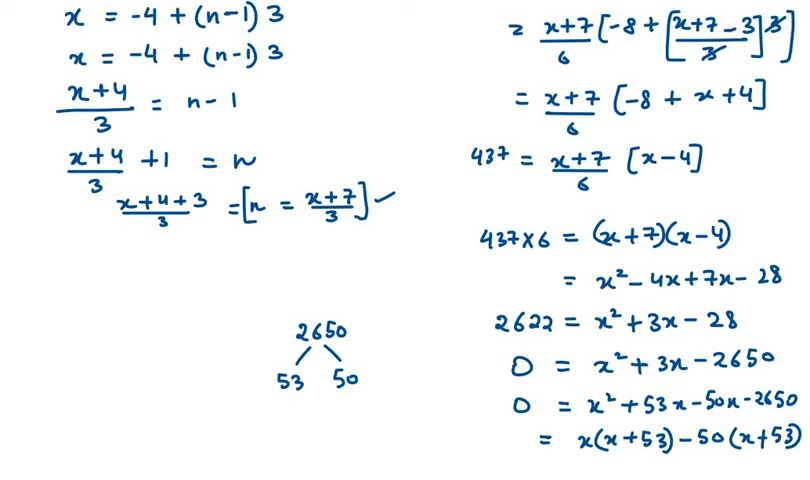 x = -4 + (n-1) 3
x = -4 + (n-1) 3
x+4/3 = n-1
x+4/3 +1 = n
x+4+3/3 = [n = x+7/3] ✓
2650
53 50
= x+7/6 [-8 + [x+7-3/3] 3]
= x+7/6 [-8 + x+4]
437 = x+7/6 [x-4]
437×6 = (x+7)(x-4)
= x² - 4x + 7x - 28
2622 = x² + 3x - 28
0 = x² + 3x - 2650
0 = x² + 53x - 50x - 2650
= x(x+53) - 50(x+53)